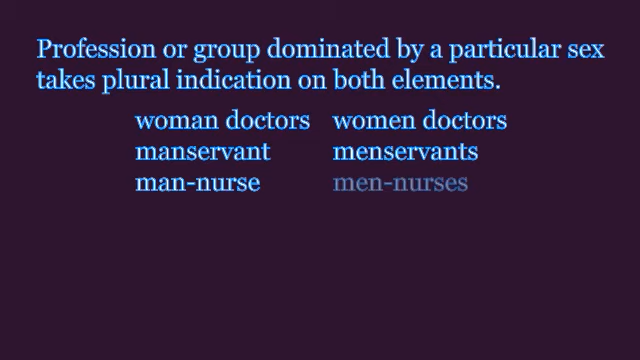 Profession or group dominated by a particular sex
takes plural indication on both elements.
woman doctors women doctors
manservant menservants
man-nurse men-nurses